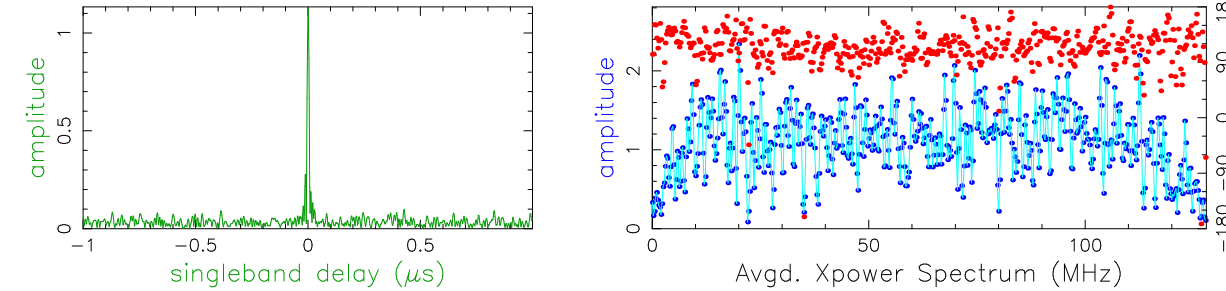 amplitude
0 0.5 1
−1 −0.5 0 0.5
singleband delay (μs)
amplitude
0 1 2
0 50 100
Avgd. Xpower Spectrum (MHz)
−180 −90 0 90 18